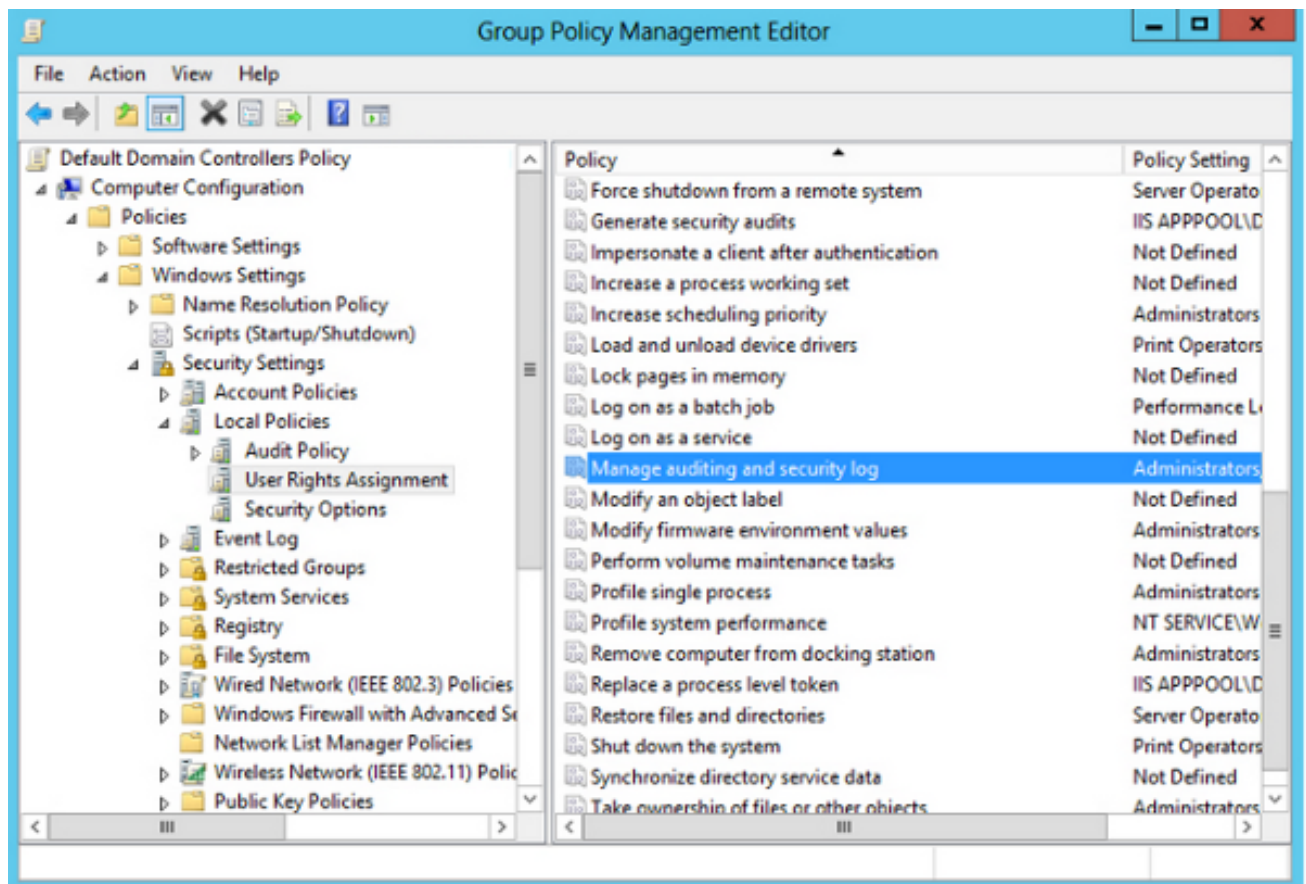 Group Policy Management Editor
File Action View Help
Default Domain Controllers Policy
Computer Configuration
Policies
Software Settings
Windows Settings
Name Resolution Policy
Scripts (Startup/Shutdown)
Security Settings
Account Policies
Local Policies
Audit Policy
User Rights Assignment
Security Options
Event Log
Restricted Groups
System Services
Registry
File System
Wired Network (IEEE 802.3) Policies
Windows Firewall with Advanced Se
Network List Manager Policies
Wireless Network (IEEE 802.11) Polic
Public Key Policies
Policy Policy Setting
Force shutdown from a remote system Server Operato
Generate security audits IIS APPPOOL\D
Impersonate a client after authentication Not Defined
Increase a process working set Not Defined
Increase scheduling priority Administrators
Load and unload device drivers Print Operators
Lock pages in memory Not Defined
Log on as a batch job Performance L
Log on as a service Not Defined
Manage auditing and security log Administrators,
Modify an object label Not Defined
Modify firmware environment values Administrators
Perform volume maintenance tasks Not Defined
Profile single process Administrators
Profile system performance NT SERVICE\W
Remove computer from docking station Administrators
Replace a process level token IIS APPPOOL\D
Restore files and directories Server Operato
Shut down the system Print Operators
Synchronize directory service data Not Defined
Take ownership of files or other objects Administrators